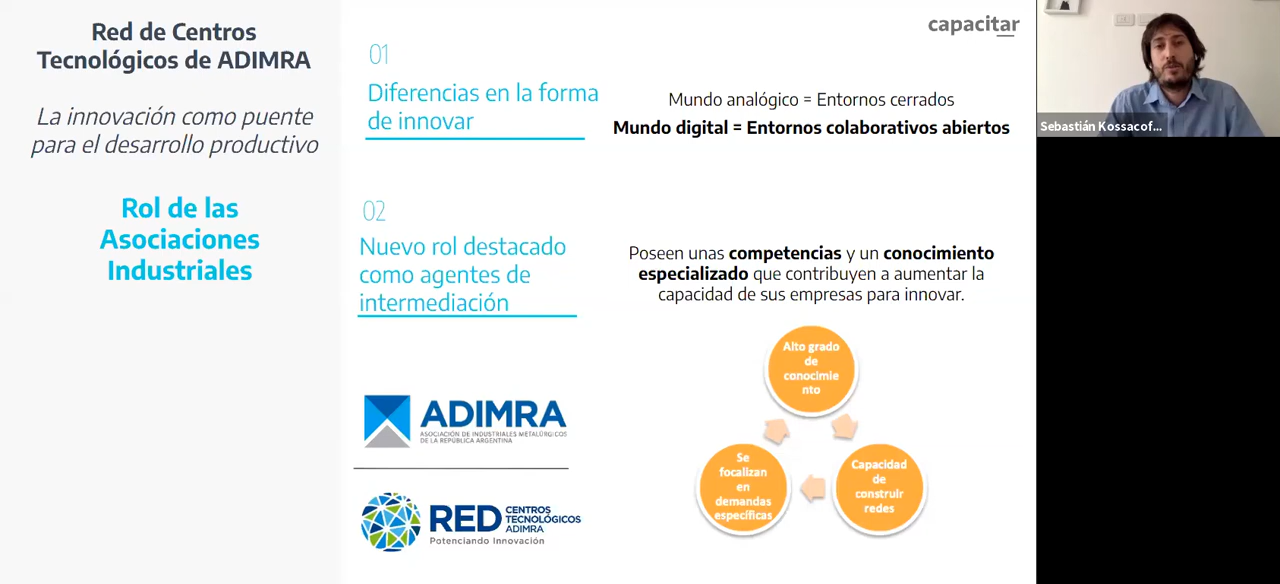 Red de Centros
Tecnológicos de ADIMRA
La innovación como puente
para el desarrollo productivo
Rol de las
Asociaciones
Industriales
capacitar
01
Diferencias en la forma
de innovar
Mundo analógico = Entornos cerrados
Mundo digital = Entornos colaborativos abiertos
02
Nuevo rol destacado
como agentes de
intermediación
Poseen unas competencias y un conocimiento
especializado que contribuyen a aumentar la
capacidad de sus empresas para innovar.
Alto grado
de
conocimie
nto
Se
focalizan
en
demandas
específicas
Capacidad
de
construir
redes
ADIMRA
ASOCIACIÓN DE INDUSTRIALES METALÚRGICOS
DE LA REPÚBLICA ARGENTINA
RED CENTROS
TECNOLÓGICOS
ADIMRA
Potenciando Innovación
Sebastián Kossacof...